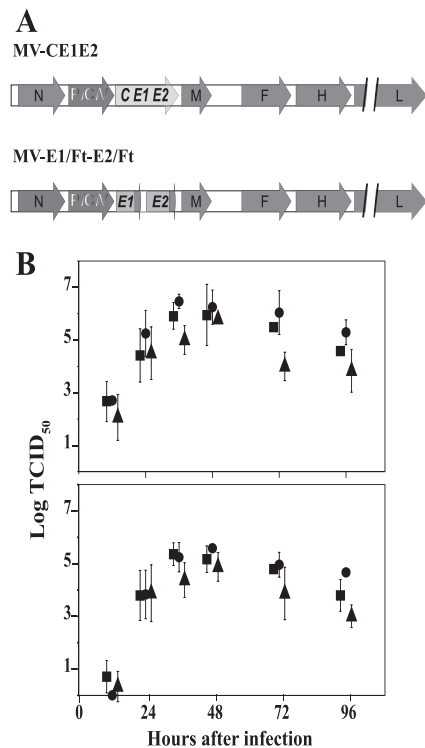 A
MV-CE1E2
N P/C/V C E1 E2 M F H L
MV-E1/Ft-E2/Ft
N P/C/V E1 E2 M F H L
B
Log TCID50
7
5
3
1
7
5
3
1
0 24 48 72 96
Hours after infection